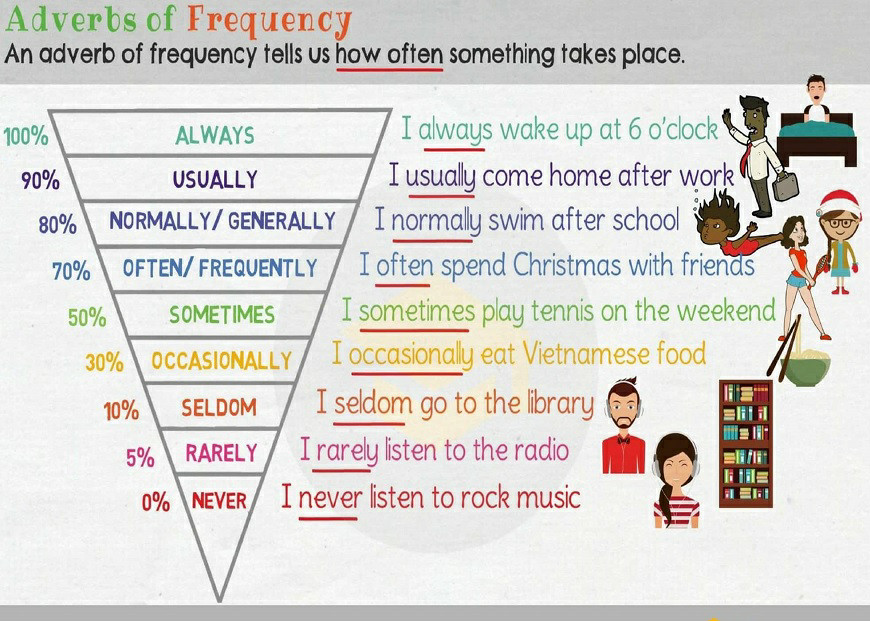 Adverbs of Frequency
An adverb of frequency tells us how often something takes place.
100% ALWAYS I always wake up at 6 o'clock
90% USUALLY I usually come home after work
80% NORMALLY/ GENERALLY I normally swim after school
70% OFTEN/ FREQUENTLY I often spend Christmas with friends
50% SOMETIMES I sometimes play tennis on the weekend
30% OCCASIONALLY I occasionally eat Vietnamese food
10% SELDOM I seldom go to the library
5% RARELY I rarely listen to the radio
0% NEVER I never listen to rock music